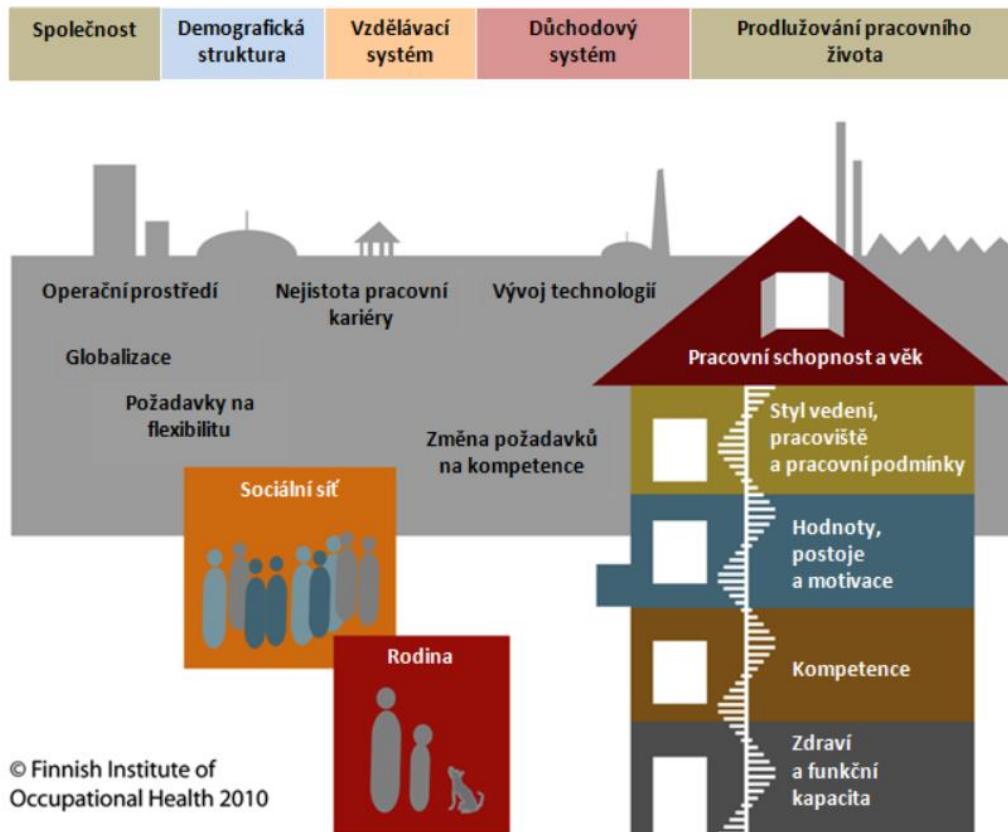 Společnost
Demografická
struktura
Vzdělávací
systém
Důchodový
systém
Prodlužování pracovního
života
Operační prostředí
Nejistota pracovní
kariéry
Vývoj technologií
Globalizace
Požadavky na
flexibilitu
Změna požadavků
na kompetence
Pracovní schopnost a věk
Styl vedení,
pracoviště
a pracovní podmínky
Sociální síť
Hodnoty,
postoje
a motivace
Rodina
Kompetence
Zdraví
a funkční
kapacita
© Finnish Institute of
Occupational Health 2010